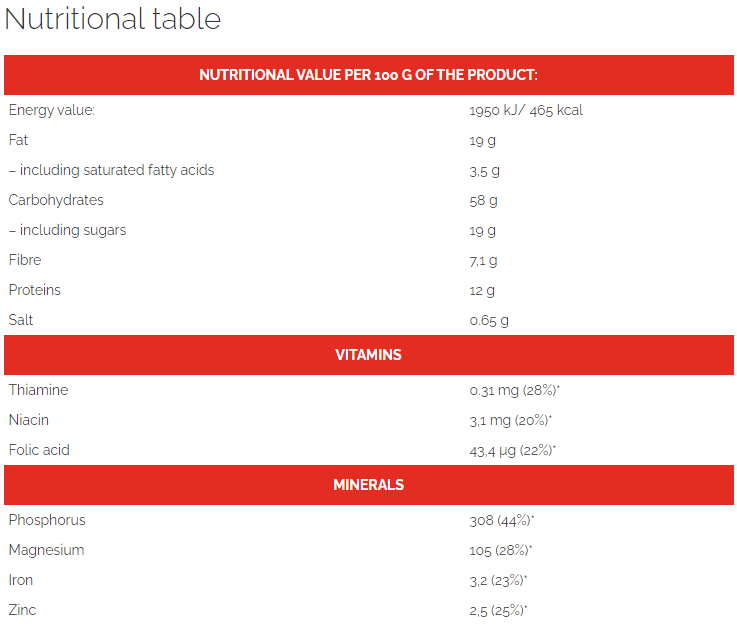 Nutritional table
NUTRITIONAL VALUE PER 100 G OF THE PRODUCT:
Energy value: 1950 kJ/ 465 kcal
Fat 19 g
– including saturated fatty acids 3,5 g
Carbohydrates 58 g
– including sugars 19 g
Fibre 7,1 g
Proteins 12 g
Salt 0.65 g
VITAMINS
Thiamine 0.31 mg (28%)*
Niacin 3,1 mg (20%)*
Folic acid 43,4 µg (22%)*
MINERALS
Phosphorus 308 (44%)*
Magnesium 105 (28%)*
Iron 3,2 (23%)*
Zinc 2,5 (25%)*